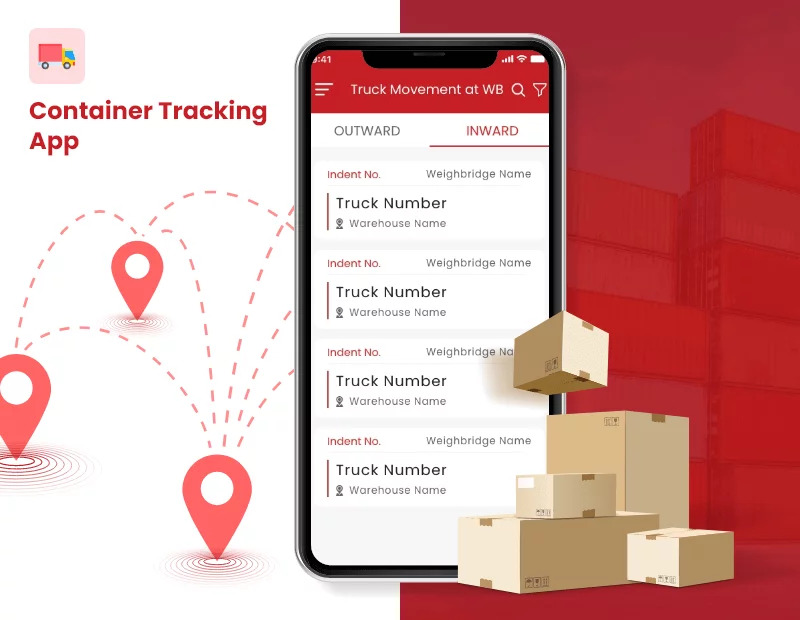 Container Tracking
App
9:41
Truck Movement at WB
OUTWARD
INWARD
Indent No.
Weighbridge Name
Truck Number
Warehouse Name
Indent No.
Weighbridge Name
Truck Number
Warehouse Name
Indent No.
Weighbridge Na
Truck Number
Warehouse Name
Indent No.
Weighbridge Name
Truck Number
Warehouse Name